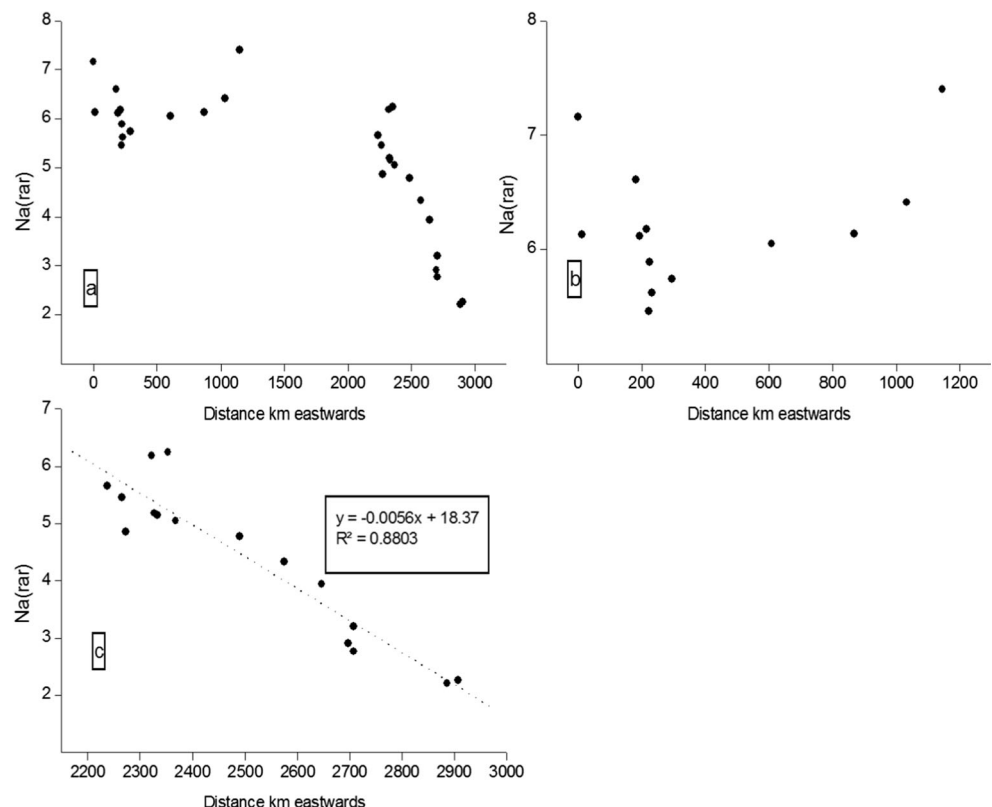 8
7
6
5
4
3
2
Na(rar)
a
0 500 1000 1500 2000 2500 3000
Distance km eastwards
8
7
6
Na(rar)
b
0 200 400 600 800 1000 1200
Distance km eastwards
7
6
5
4
3
2
Na(rar)
y = -0.0056x + 18.37
R² = 0.8803
c
2200 2300 2400 2500 2600 2700 2800 2900 3000
Distance km eastwards